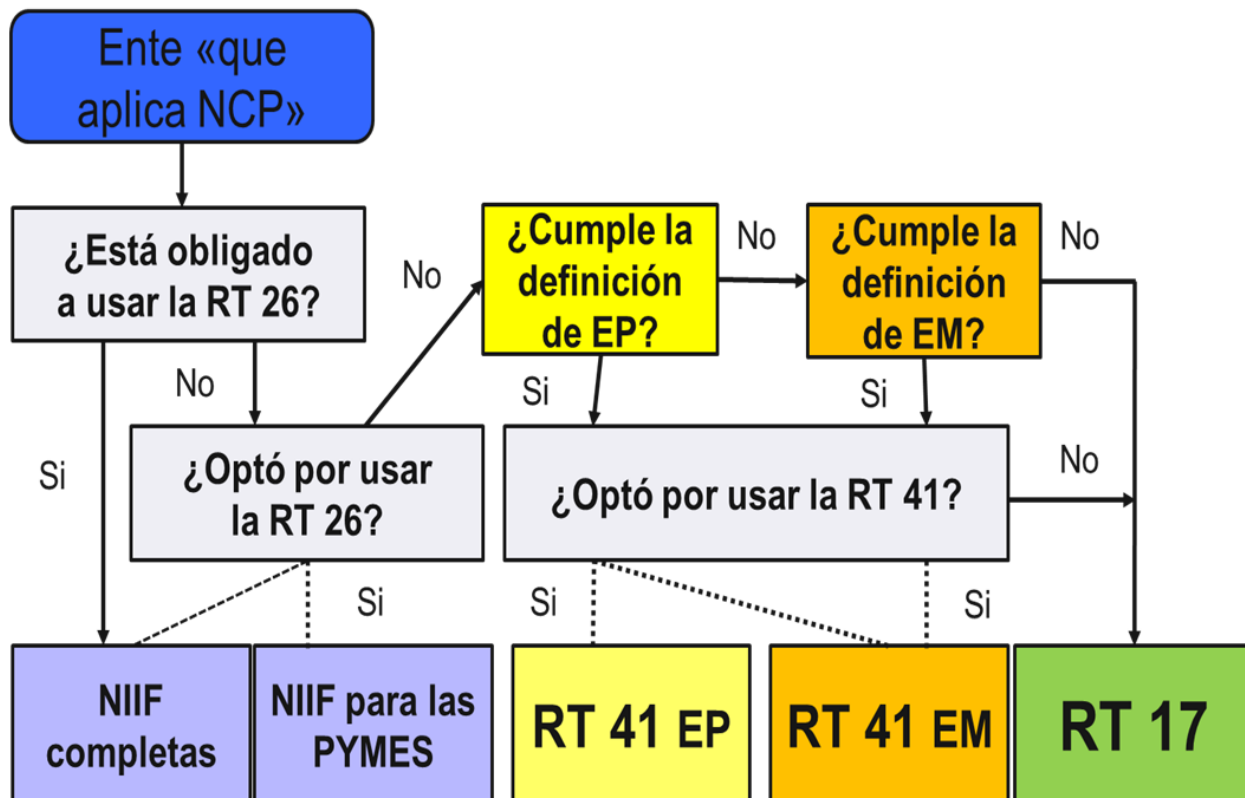 Ente «que
aplica NCP»
¿Está obligado
a usar la RT 26?
No
¿Cumple la
definición
de EP?
No
¿Cumple la
definición
de EM?
No
No
Si
Si
Si
¿Optó por usar
la RT 26?
¿Optó por usar la RT 41?
No
Si
Si
Si
NIIF
completas
NIIF para las
PYMES
RT 41 EP
RT 41 EM
RT 17